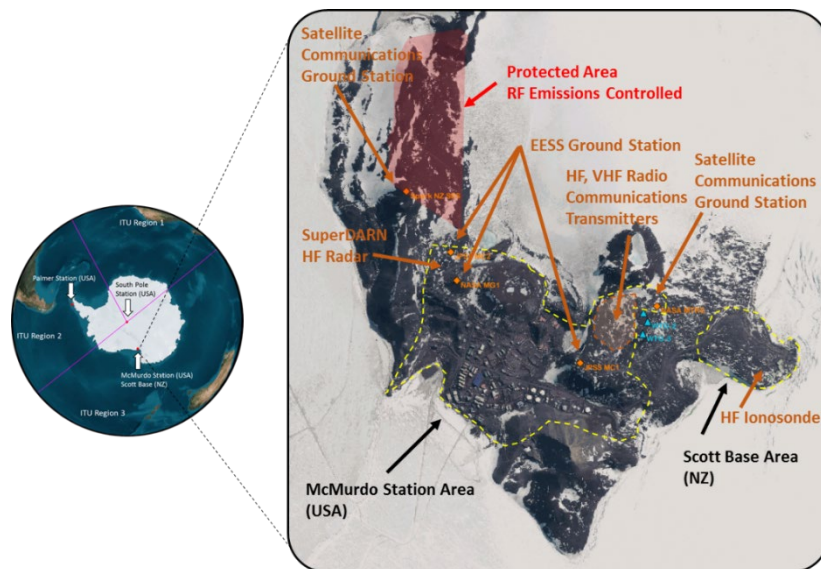 ITU Region 1
Palmer Station (USA)
South Pole
Station (USA)
ITU Region 2
McMurdo Station (USA)
Scott Base (NZ)
ITU Region 3
Satellite
Communications
Ground Station
Protected Area
RF Emissions Controlled
EESS Ground Station
HF, VHF Radio
Communications
Transmitters
Satellite
Communications
Ground Station
SuperDARN
HF Radar
NASA MG1
HF Ionosonde
Scott Base Area
(NZ)
McMurdo Station Area
(USA)